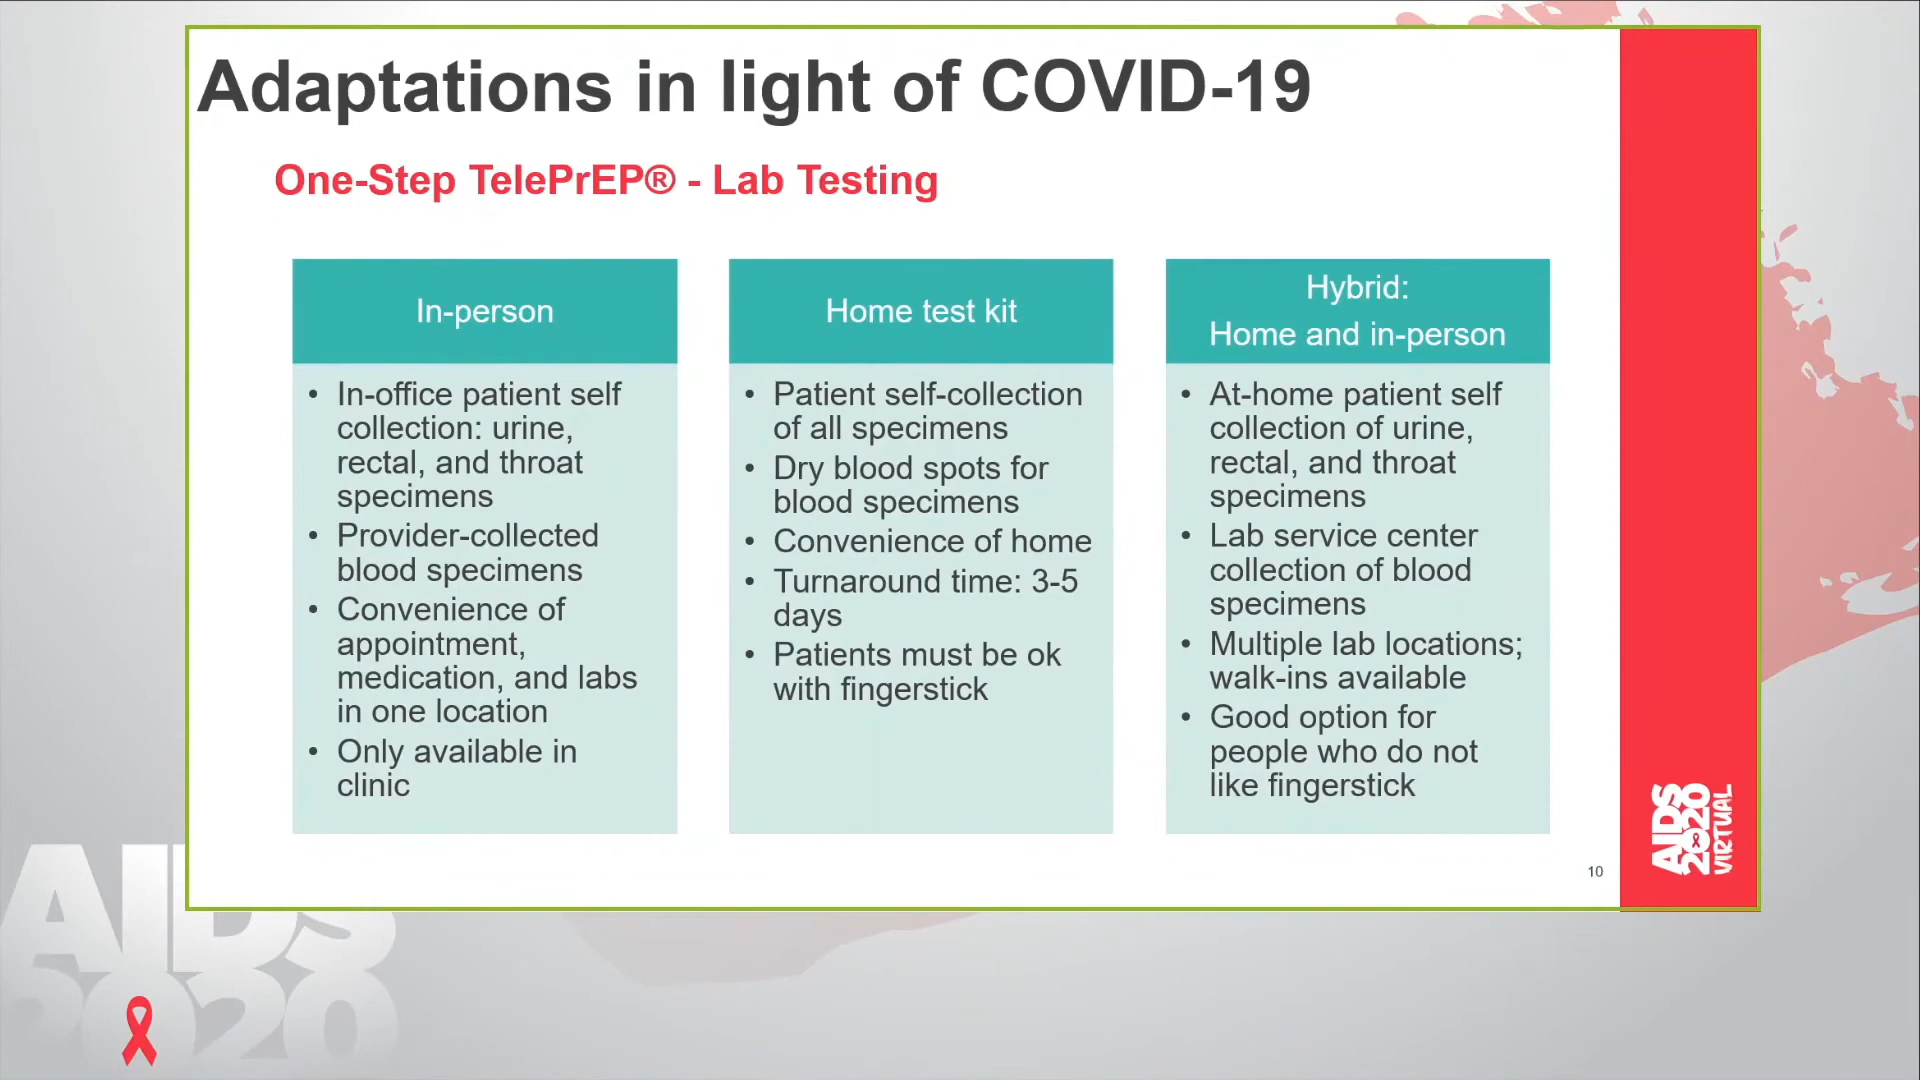 Adaptations in light of COVID-19
One-Step TelePrEP® - Lab Testing
In-person
• In-office patient self
collection: urine,
rectal, and throat
specimens
• Provider-collected
blood specimens
• Convenience of
appointment,
medication, and labs
in one location
• Only available in
clinic
Home test kit
• Patient self-collection
of all specimens
• Dry blood spots for
blood specimens
• Convenience of home
• Turnaround time: 3-5
days
• Patients must be ok
with fingerstick
Hybrid:
Home and in-person
• At-home patient self
collection of urine,
rectal, and throat
specimens
• Lab service center
collection of blood
specimens
• Multiple lab locations;
walk-ins available
• Good option for
people who do not
like fingerstick
10
AIDS
2020
VIRTUAL
AIDS
2020